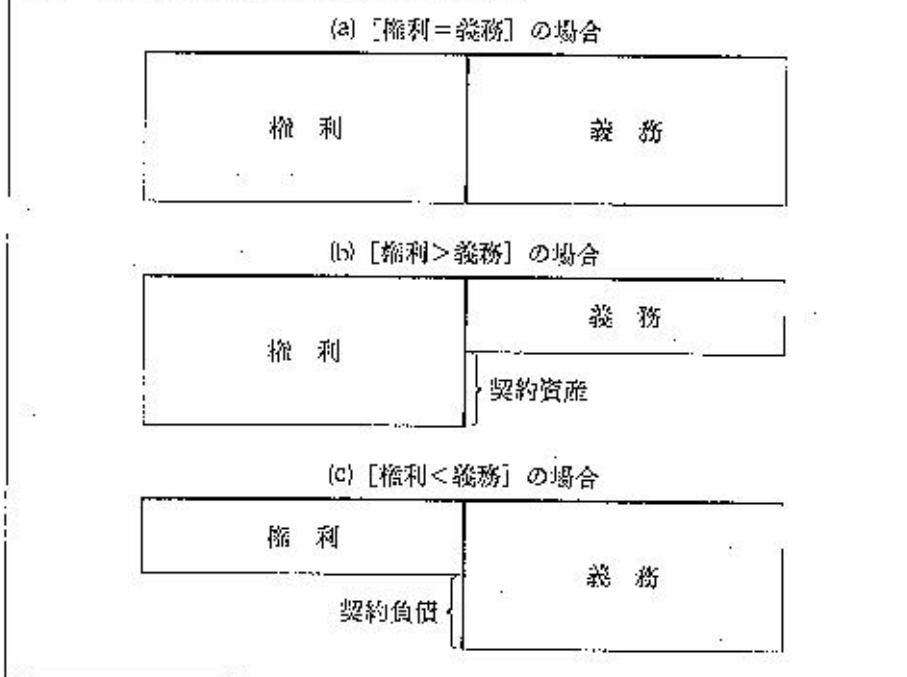 (a) [権利=義務] の場合
権 利
義 務
(b) [権利>義務] の場合
義 務
権 利
契約資産
(c) [権利<義務] の場合
権 利
義 務
契約負債